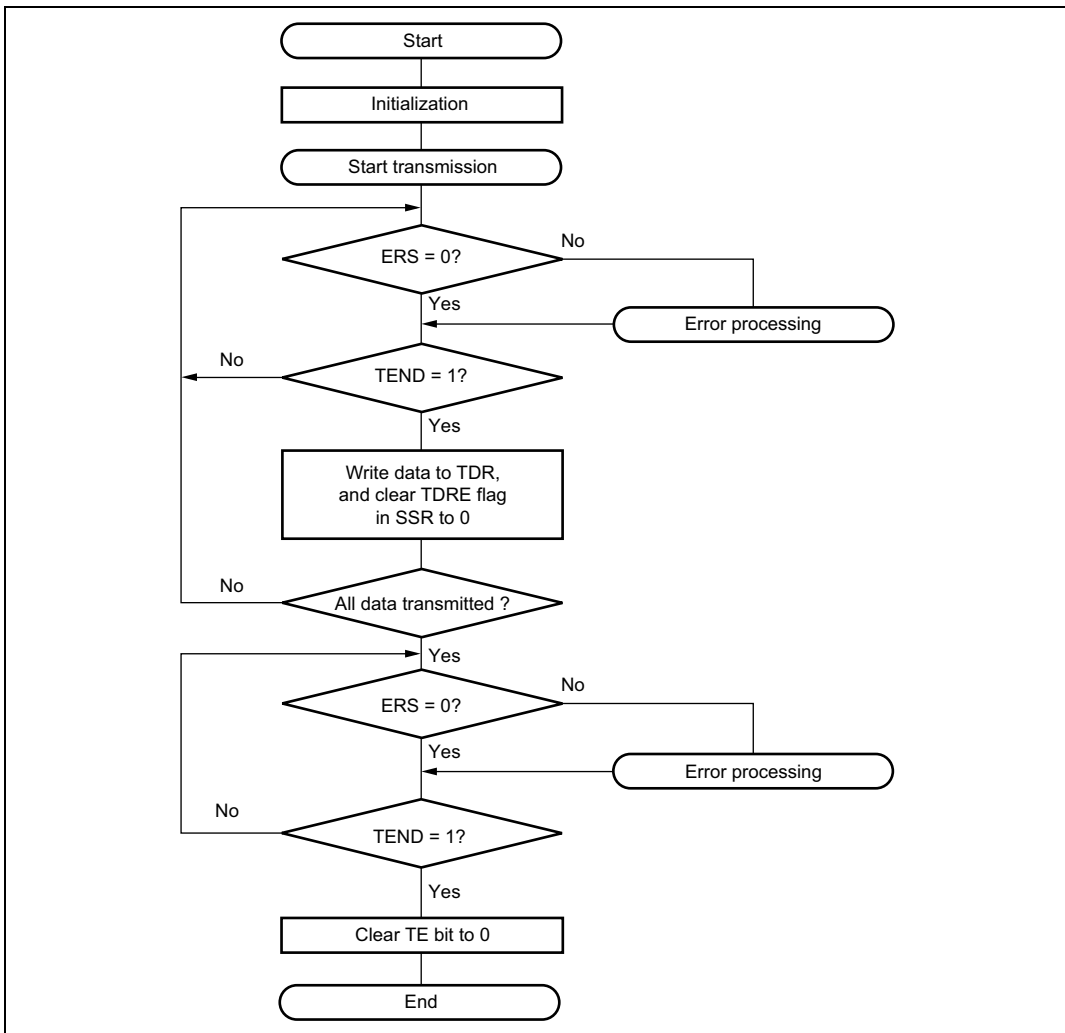 Start
Initialization
Start transmission
ERS = 0?
No
Yes
Error processing
No
TEND = 1?
Yes
Write data to TDR,
and clear TDRE flag
in SSR to 0
No
All data transmitted ?
Yes
ERS = 0?
No
Yes
Error processing
No
TEND = 1?
Yes
Clear TE bit to 0
End